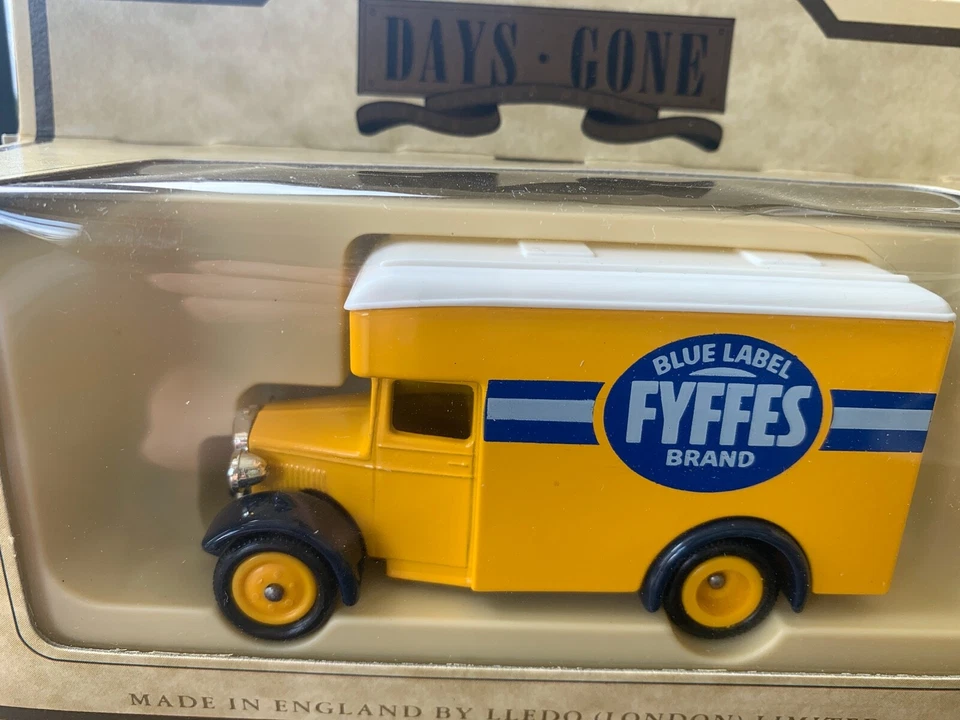 DAYS · GONE
BLUE LABEL
FYFFES
BRAND
MADE IN ENGLAND BY LLEDO (LONDON)